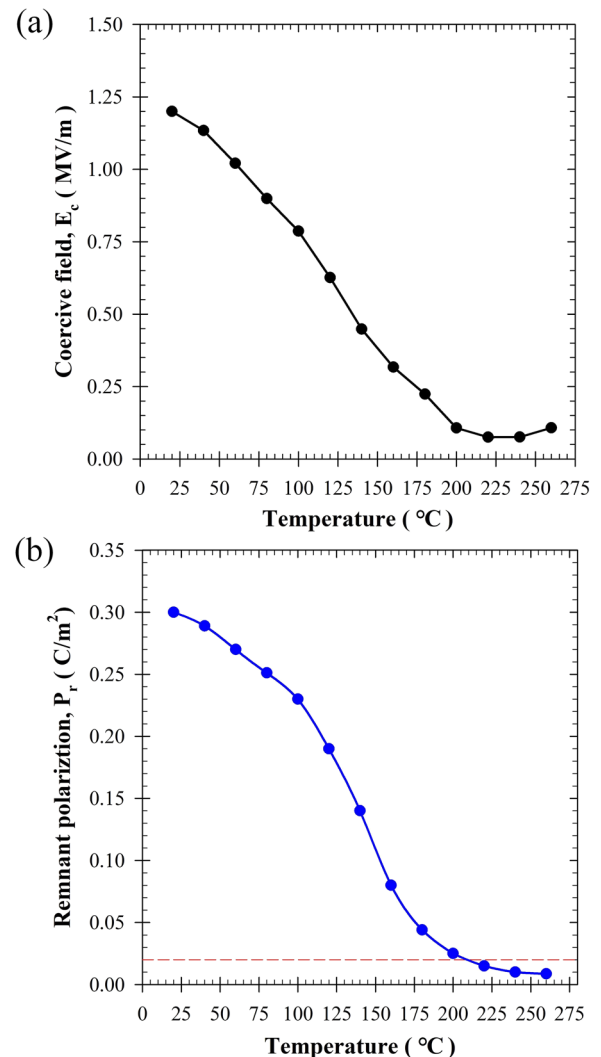 (a)
1.50
1.25
1.00
0.75
0.50
0.25
0.00
Coercive field, E_c ( MV/m )
0 25 50 75 100 125 150 175 200 225 250 275
Temperature ( °C )
(b)
0.35
0.30
0.25
0.20
0.15
0.10
0.05
0.00
Remnant polariztion, P_r ( C/m² )
0 25 50 75 100 125 150 175 200 225 250 275
Temperature ( °C )